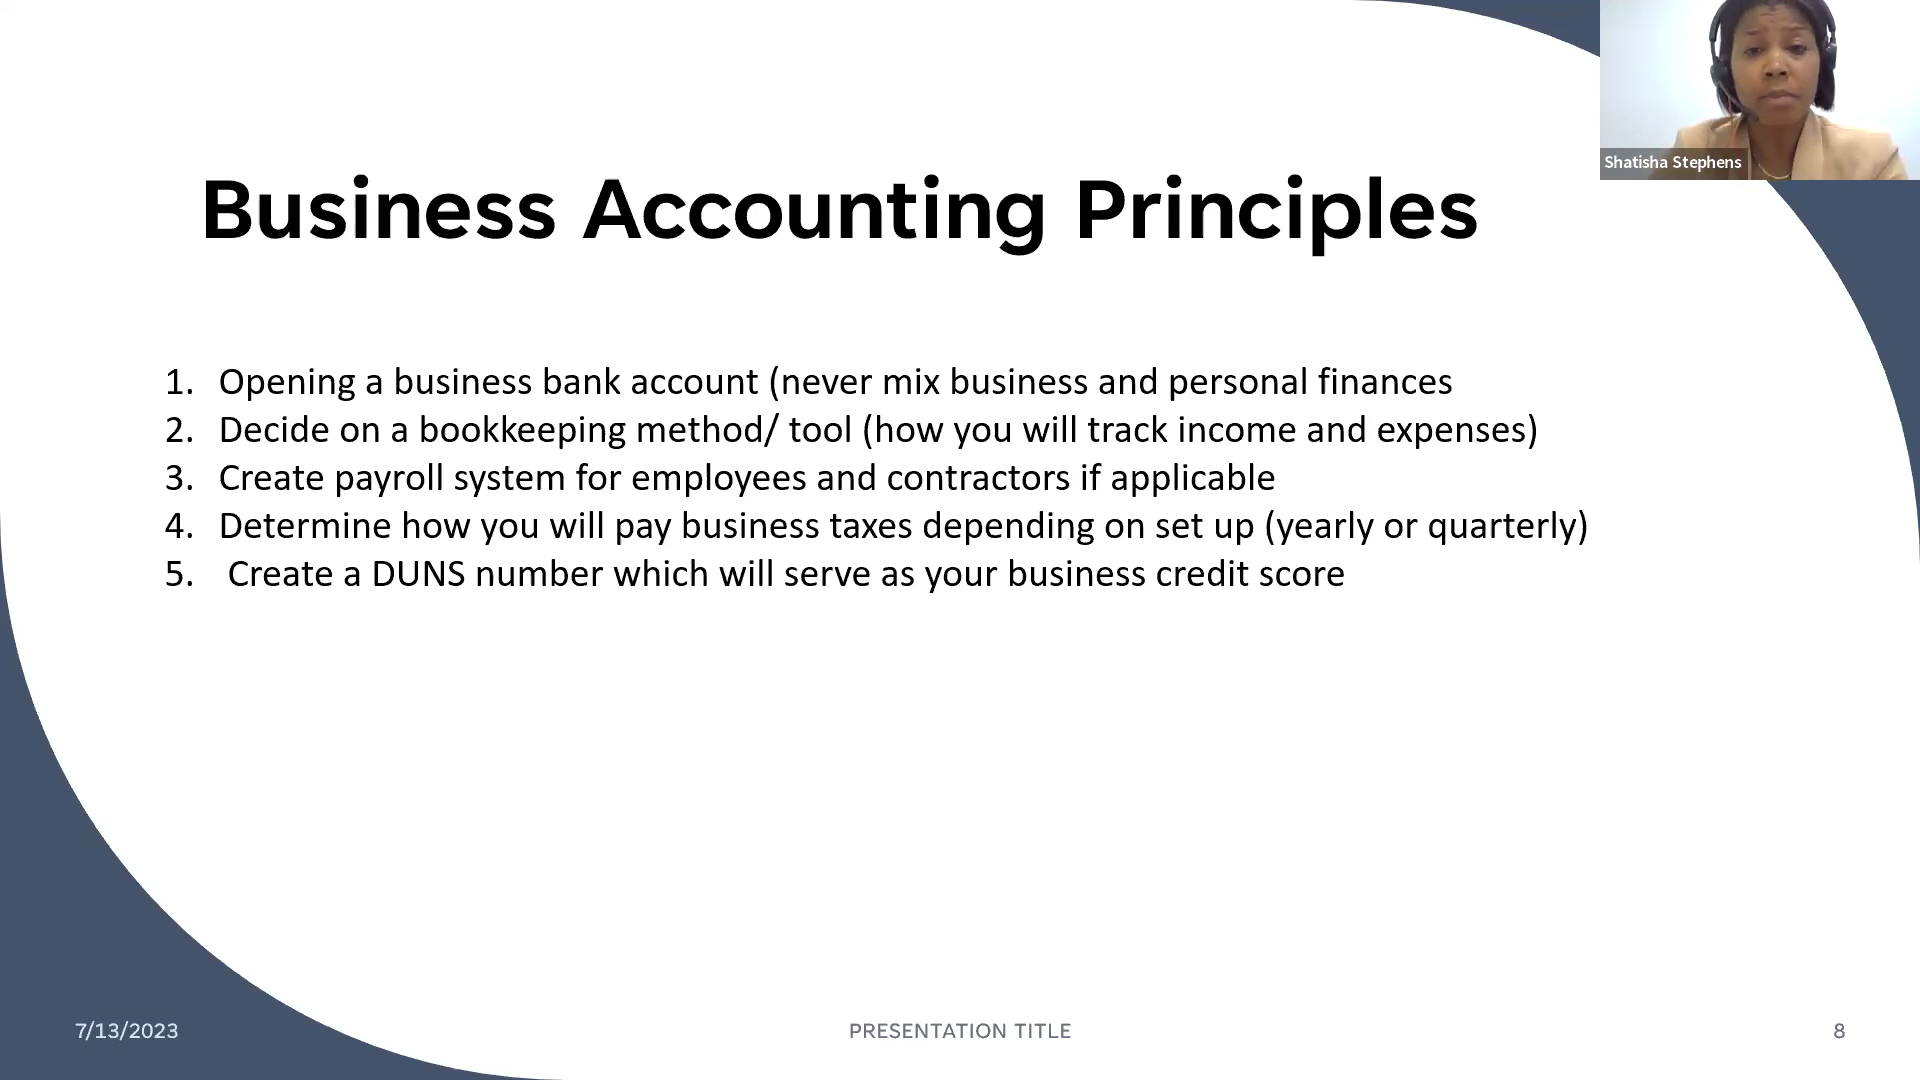 Shatisha Stephens
Business Accounting Principles
1. Opening a business bank account (never mix business and personal finances
2. Decide on a bookkeeping method/ tool (how you will track income and expenses)
3. Create payroll system for employees and contractors if applicable
4. Determine how you will pay business taxes depending on set up (yearly or quarterly)
5. Create a DUNS number which will serve as your business credit score
7/13/2023
PRESENTATION TITLE
8